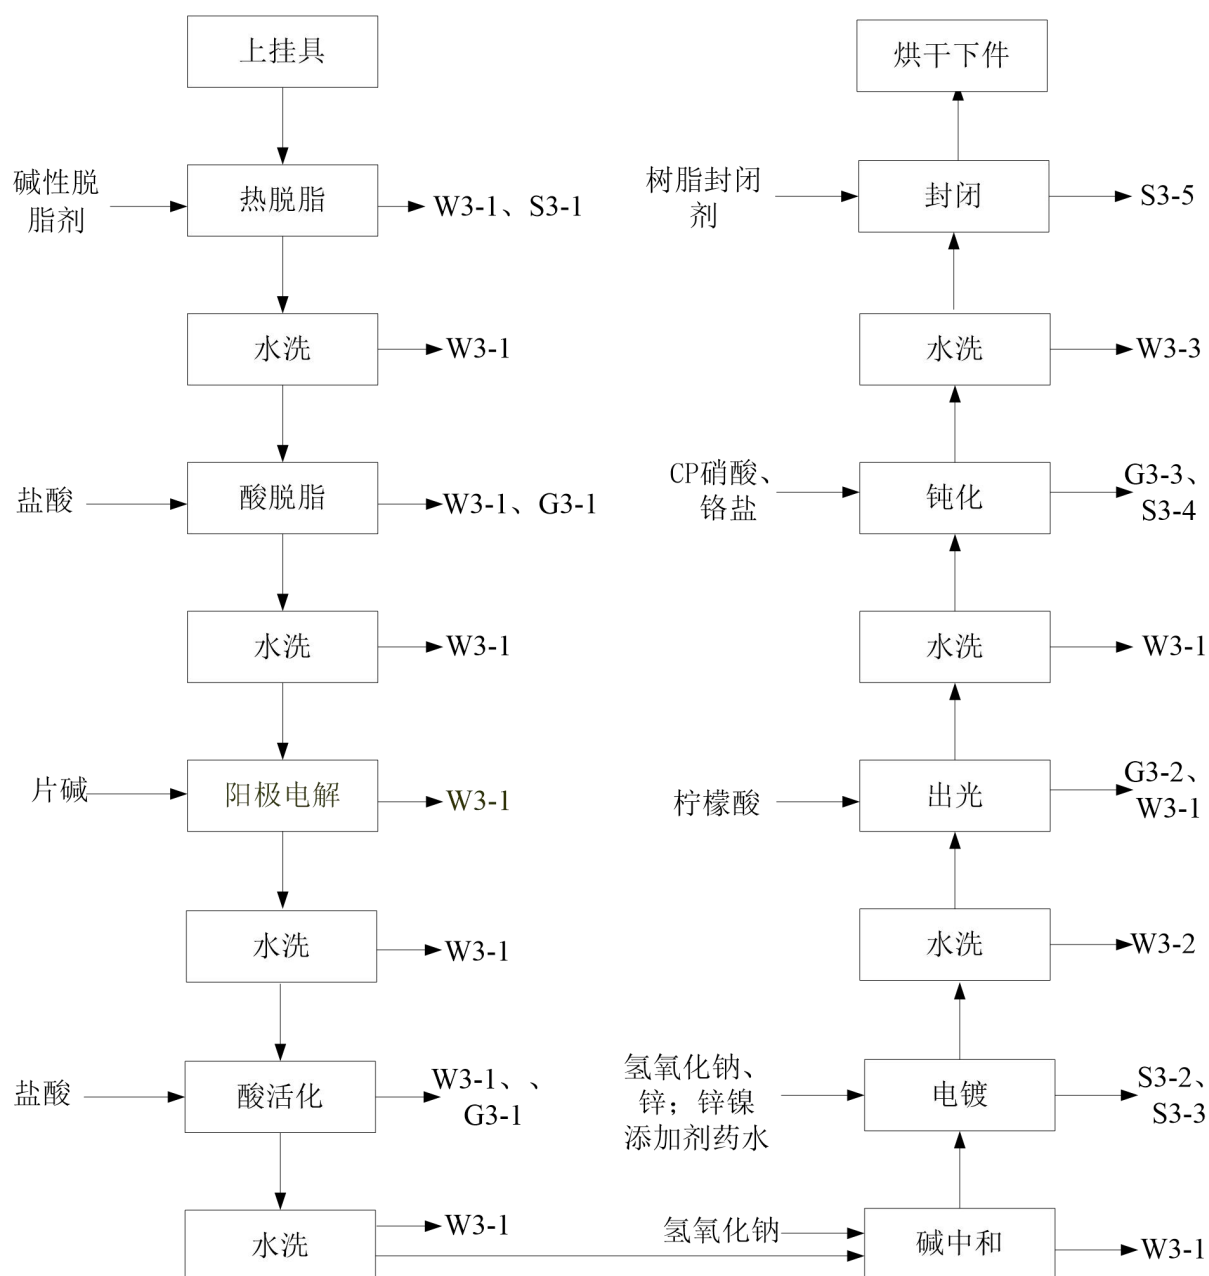 上挂具
碱性脱
脂剂
热脱脂
W3-1、S3-1
水洗
W3-1
盐酸
酸脱脂
W3-1、G3-1
水洗
W3-1
片碱
阳极电解
W3-1
水洗
W3-1
盐酸
酸活化
W3-1、、
G3-1
水洗
W3-1
氢氧化钠
碱中和
W3-1
氢氧化钠、
锌；锌镍
添加剂药水
电镀
S3-2、
S3-3
水洗
W3-2
柠檬酸
出光
G3-2、
W3-1
水洗
W3-1
CP硝酸、
铬盐
钝化
G3-3、
S3-4
水洗
W3-3
树脂封闭
剂
封闭
S3-5
烘干下件